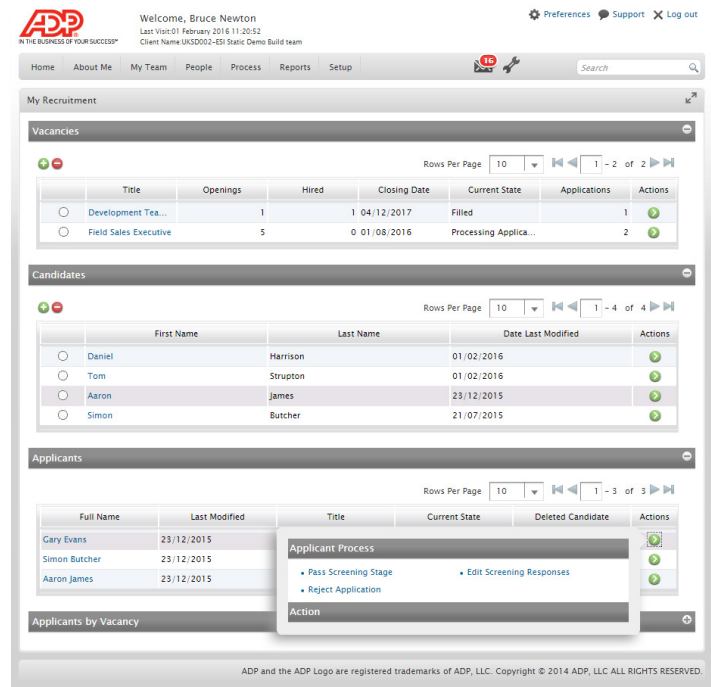 ADP
IN THE BUSINESS OF YOUR SUCCESS℠
Welcome, Bruce Newton
Last Visit:01 February 2016 11:20:52
Client Name:UKSD002-ESI Static Demo Build team
Preferences Support Log out
Home About Me My Team People Process Reports Setup 16 Search
My Recruitment
Vacancies
Rows Per Page 10 1 - 2 of 2
Title Openings Hired Closing Date Current State Applications Actions
Development Tea... 1 1 04/12/2017 Filled 1
Field Sales Executive 5 0 01/08/2016 Processing Applica... 2
Candidates
Rows Per Page 10 1 - 4 of 4
First Name Last Name Date Last Modified Actions
Daniel Harrison 01/02/2016
Tom Strupton 01/02/2016
Aaron James 23/12/2015
Simon Butcher 21/07/2015
Applicants
Rows Per Page 10 1 - 3 of 3
Full Name Last Modified Title Current State Deleted Candidate Actions
Gary Evans 23/12/2015
Simon Butcher 23/12/2015
Aaron James 23/12/2015
Applicant Process
• Pass Screening Stage • Edit Screening Responses
• Reject Application
Action
Applicants by Vacancy
ADP and the ADP Logo are registered trademarks of ADP, LLC. Copyright © 2014 ADP, LLC ALL RIGHTS RESERVED.